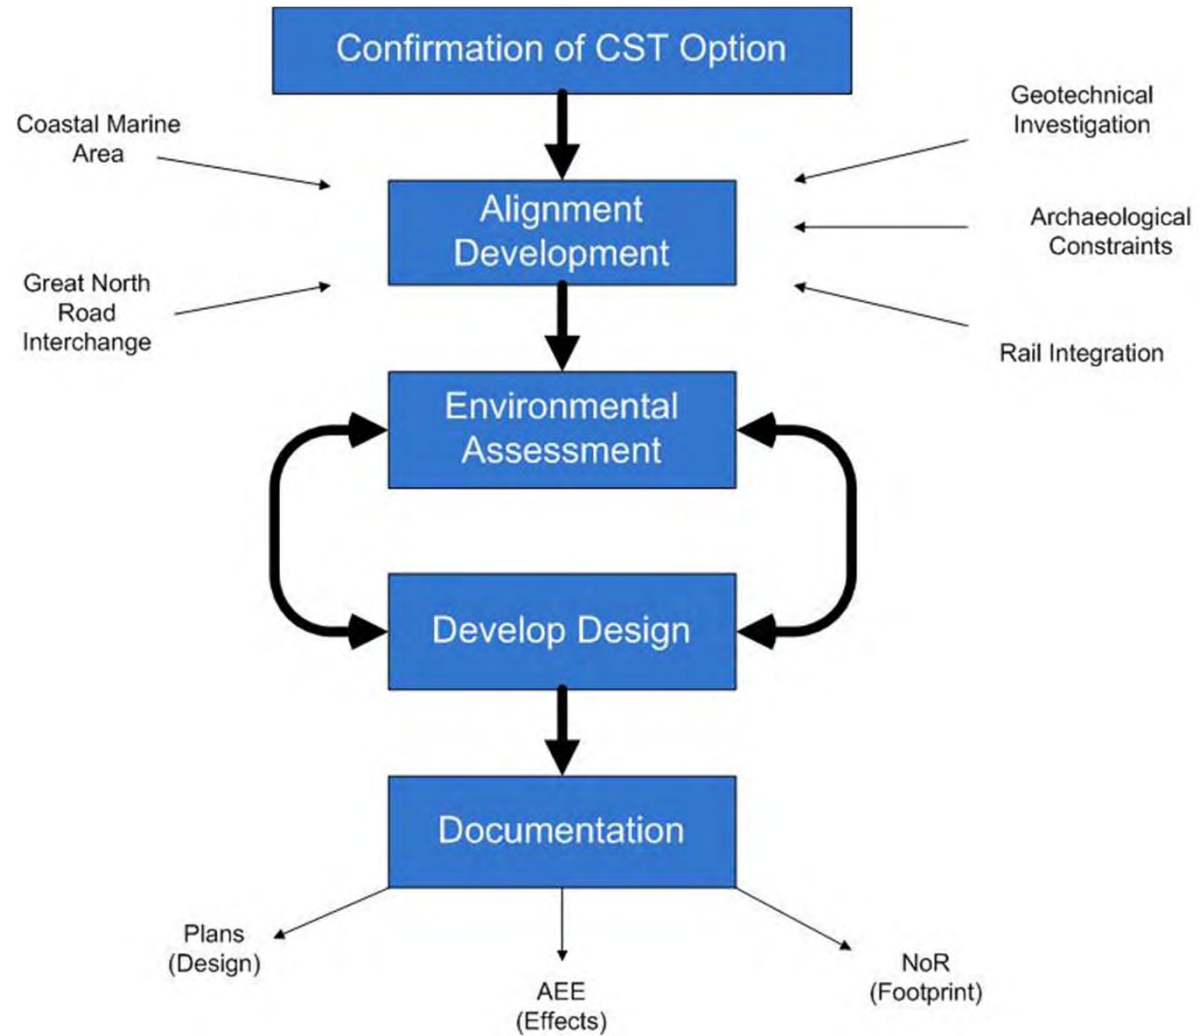 Confirmation of CST Option
Coastal Marine
Area
Geotechnical
Investigation
Alignment
Development
Archaeological
Constraints
Great North
Road
Interchange
Rail Integration
Environmental
Assessment
Develop Design
Documentation
Plans
(Design)
AEE
(Effects)
NoR
(Footprint)